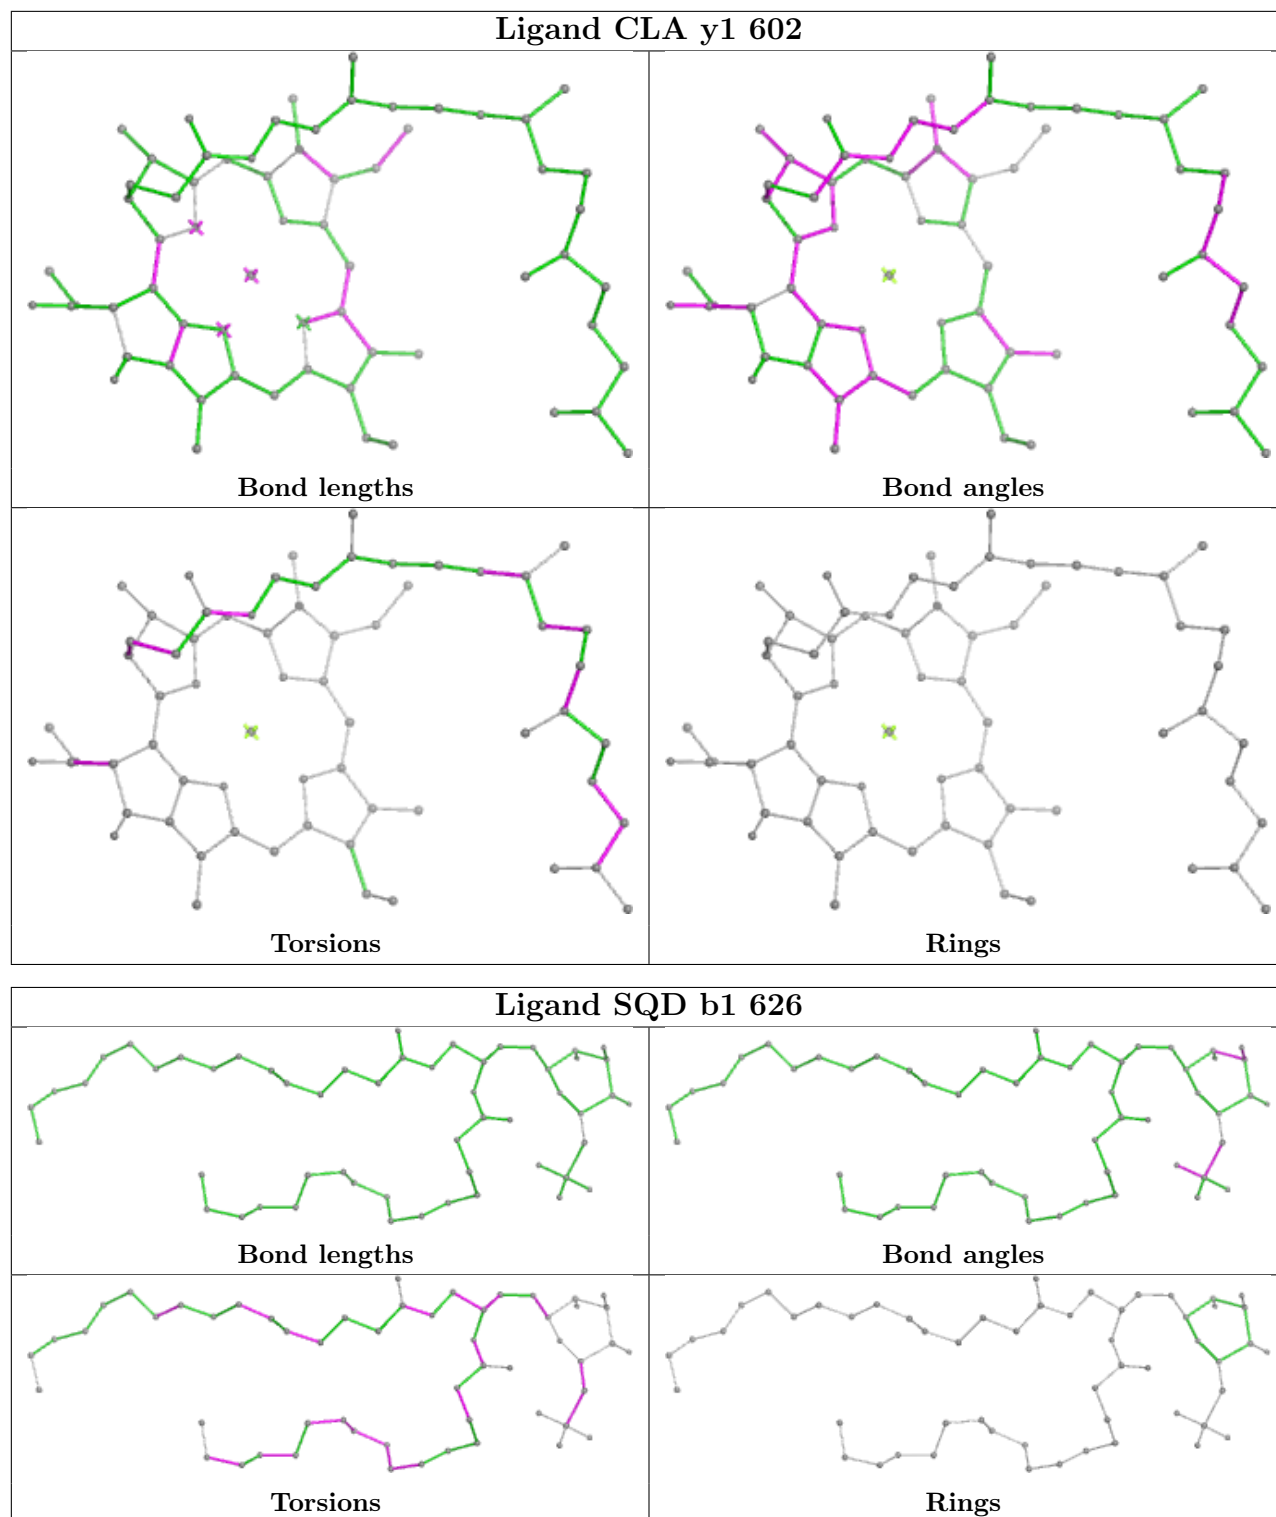 Ligand CLA y1 602
Bond lengths
Bond angles
Torsions
Rings
Ligand SQD b1 626
Bond lengths
Bond angles
Torsions
Rings